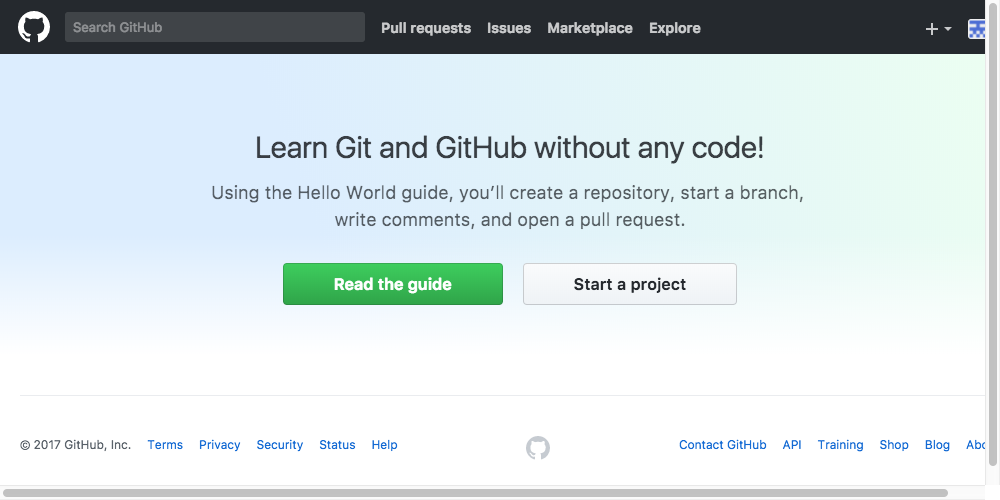 Search GitHub Pull requests Issues Marketplace Explore
Learn Git and GitHub without any code!
Using the Hello World guide, you’ll create a repository, start a branch,
write comments, and open a pull request.
Read the guide Start a project
© 2017 GitHub, Inc. Terms Privacy Security Status Help Contact GitHub API Training Shop Blog